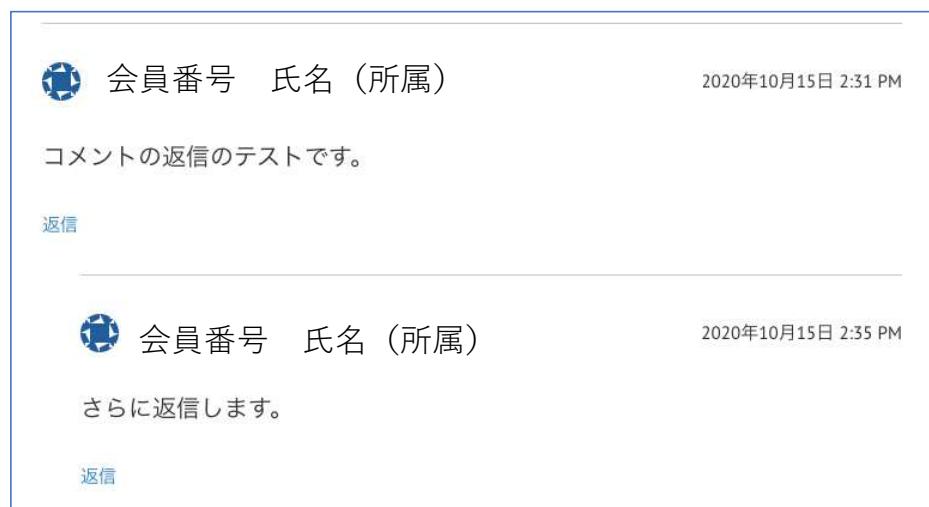 会員番号　氏名（所属）
2020年10月15日 2:31 PM
コメントの返信のテストです。
返信
会員番号　氏名（所属）
2020年10月15日 2:35 PM
さらに返信します。
返信